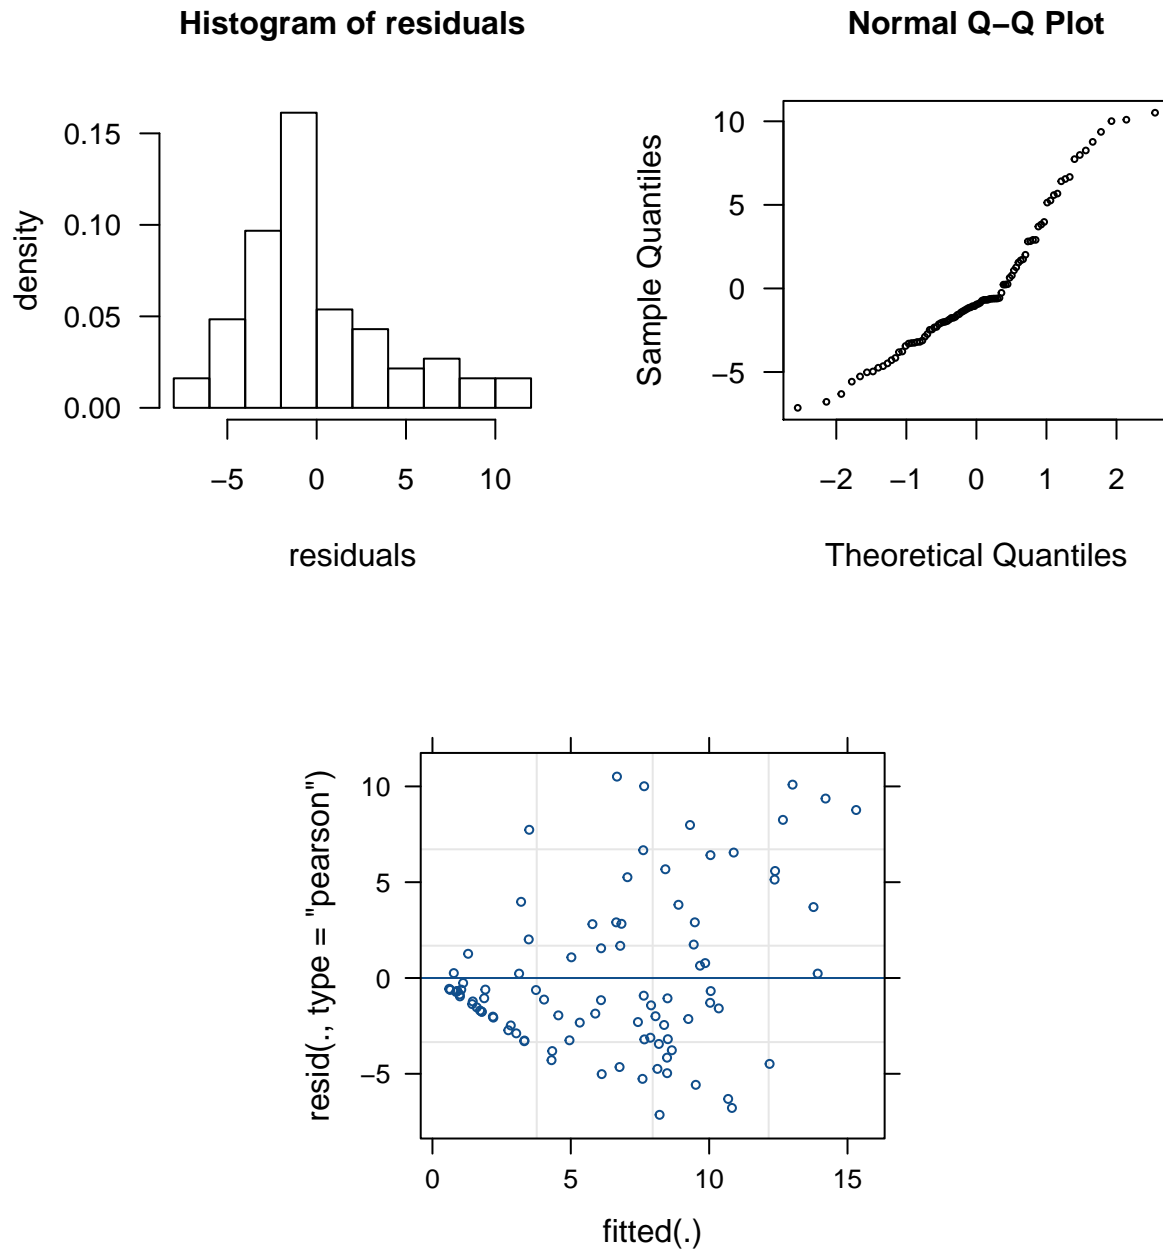 Histogram of residuals
density
0.15
0.10
0.05
0.00
−5 0 5 10
residuals
Normal Q−Q Plot
Sample Quantiles
10
5
0
−5
−2 −1 0 1 2
Theoretical Quantiles
resid(., type = "pearson")
10
5
0
−5
0 5 10 15
fitted(.)